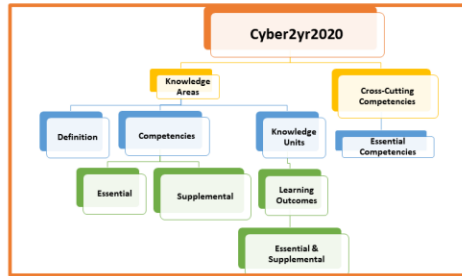 Cyber2yr2020
Knowledge
Areas
Cross-Cutting
Competencies
Definition
Competencies
Knowledge
Units
Essential
Competencies
Essential
Supplemental
Learning
Outcomes
Essential &
Supplemental